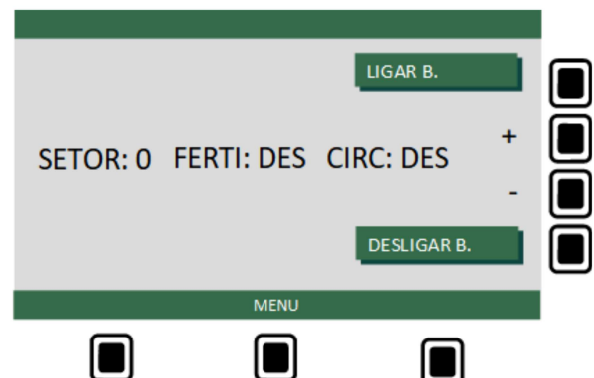 LIGAR B.
+
SETOR: 0 FERTI: DES CIRC: DES
-
DESLIGAR B.
MENU